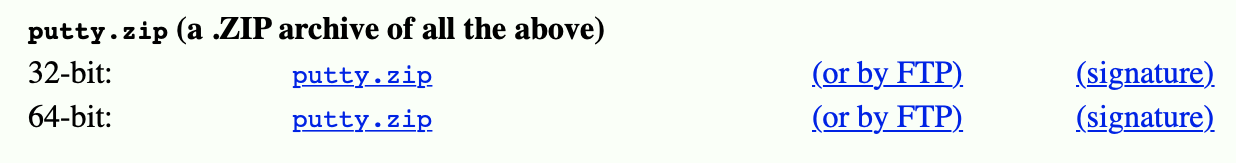 putty.zip (a .ZIP archive of all the above)
32-bit: putty.zip (or by FTP) (signature)
64-bit: putty.zip (or by FTP) (signature)